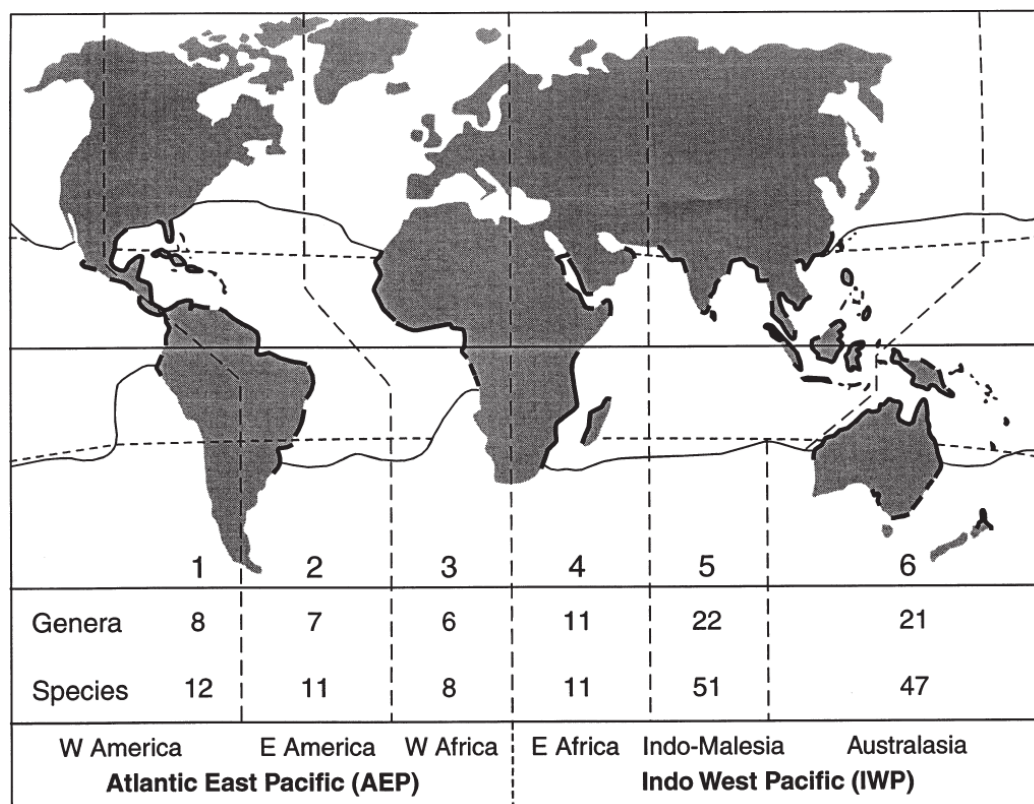 1 2 3 4 5 6
Genera 8 7 6 11 22 21
Species 12 11 8 11 51 47
W America E America W Africa E Africa Indo-Malesia Australasia
Atlantic East Pacific (AEP) Indo West Pacific (IWP)